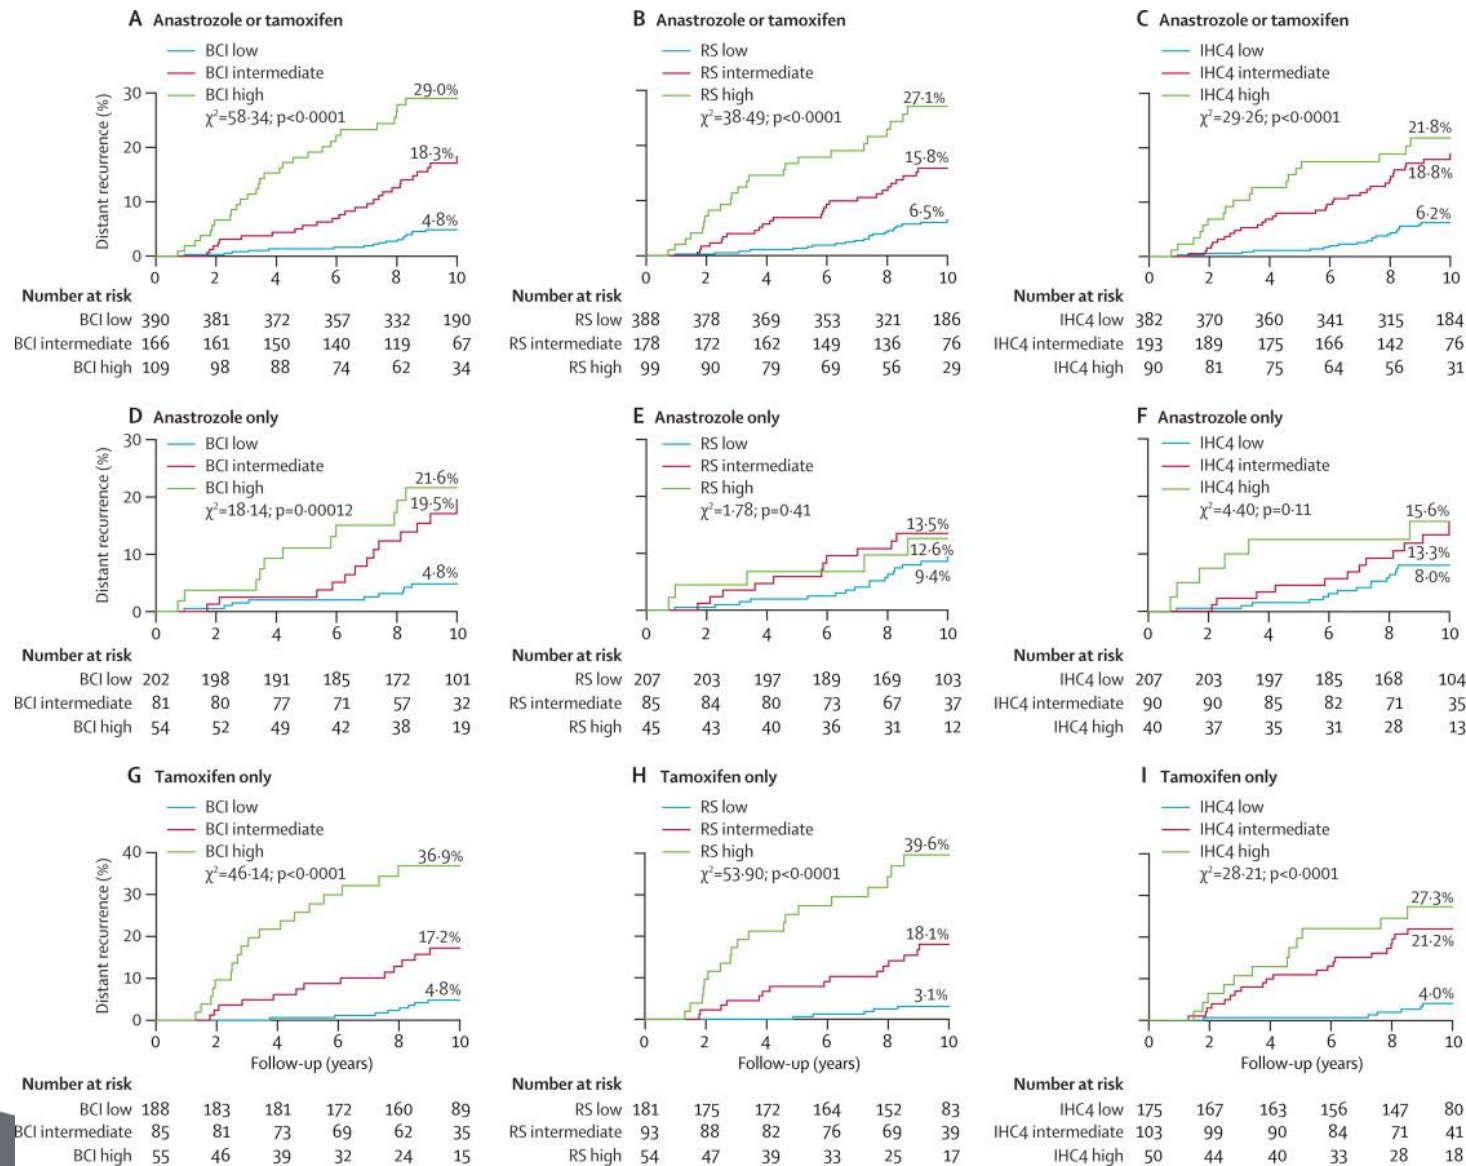 A Anastrozole or tamoxifen
BCI low
BCI intermediate
BCI high
χ²=58·34; p<0·0001
Distant recurrence (%)
30
20
10
0
29·0%
18·3%
4·8%
0 2 4 6 8 10
Number at risk
BCI low 390 381 372 357 332 190
BCI intermediate 166 161 150 140 119 67
BCI high 109 98 88 74 62 34
B Anastrozole or tamoxifen
RS low
RS intermediate
RS high
χ²=38·49; p<0·0001
27·1%
15·8%
6·5%
0 2 4 6 8 10
Number at risk
RS low 388 378 369 353 321 186
RS intermediate 178 172 162 149 136 76
RS high 99 90 79 69 56 29
C Anastrozole or tamoxifen
IHC4 low
IHC4 intermediate
IHC4 high
χ²=29·26; p<0·0001
21·8%
18·8%
6·2%
0 2 4 6 8 10
Number at risk
IHC4 low 382 370 360 341 315 184
IHC4 intermediate 193 189 175 166 142 76
IHC4 high 90 81 75 64 56 31
D Anastrozole only
BCI low
BCI intermediate
BCI high
χ²=18·14; p=0·00012
Distant recurrence (%)
30
20
10
0
21·6%
19·5%
4·8%
0 2 4 6 8 10
Number at risk
BCI low 202 198 191 185 172 101
BCI intermediate 81 80 77 71 57 32
BCI high 54 52 49 42 38 19
E Anastrozole only
RS low
RS intermediate
RS high
χ²=1·78; p=0·41
13·5%
12·6%
9·4%
0 2 4 6 8 10
Number at risk
RS low 207 203 197 189 169 103
RS intermediate 85 84 80 73 67 37
RS high 45 43 40 36 31 12
F Anastrozole only
IHC4 low
IHC4 intermediate
IHC4 high
χ²=4·40; p=0·11
15·6%
13·3%
8·0%
0 2 4 6 8 10
Number at risk
IHC4 low 207 203 197 185 168 104
IHC4 intermediate 90 90 85 82 71 35
IHC4 high 40 37 35 31 28 13
G Tamoxifen only
BCI low
BCI intermediate
BCI high
χ²=46·14; p<0·0001
Distant recurrence (%)
40
30
20
10
0
36·9%
17·2%
4·8%
0 2 4 6 8 10
Follow-up (years)
Number at risk
BCI low 188 183 181 172 160 89
BCI intermediate 85 81 73 69 62 35
BCI high 55 46 39 32 24 15
H Tamoxifen only
RS low
RS intermediate
RS high
χ²=53·90; p<0·0001
39·6%
18·1%
3·1%
0 2 4 6 8 10
Follow-up (years)
Number at risk
RS low 181 175 172 164 152 83
RS intermediate 93 88 82 76 69 39
RS high 54 47 39 33 25 17
I Tamoxifen only
IHC4 low
IHC4 intermediate
IHC4 high
χ²=28·21; p<0·0001
27·3%
21·2%
4·0%
0 2 4 6 8 10
Follow-up (years)
Number at risk
IHC4 low 175 167 163 156 147 80
IHC4 intermediate 103 99 90 84 71 41
IHC4 high 50 44 40 33 28 18